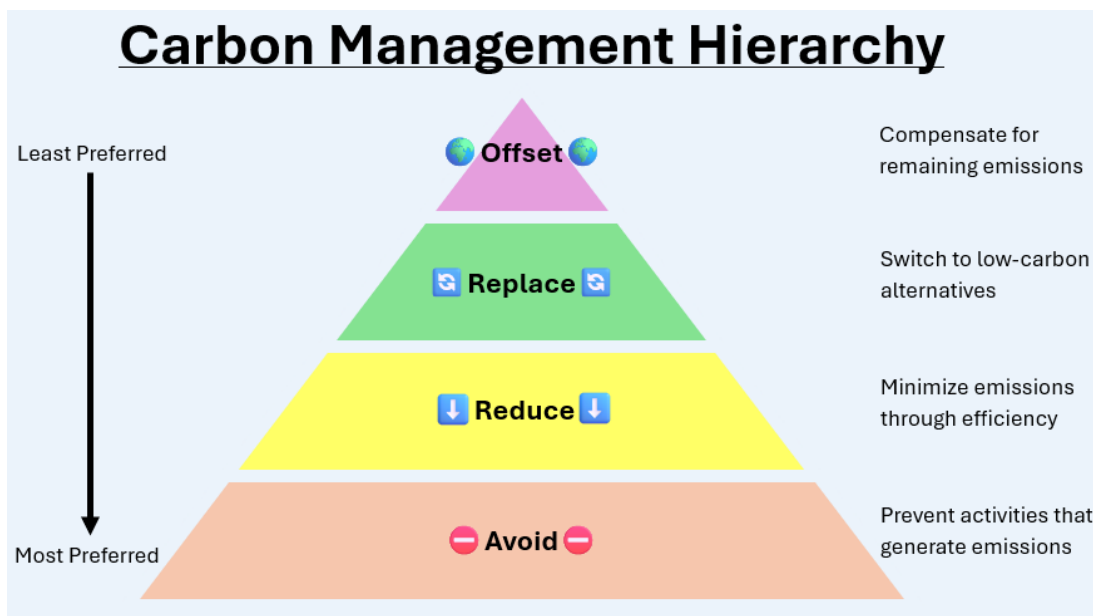 Carbon Management Hierarchy
Least Preferred
Offset
Compensate for
remaining emissions
Replace
Switch to low-carbon
alternatives
Reduce
Minimize emissions
through efficiency
Most Preferred
Avoid
Prevent activities that
generate emissions